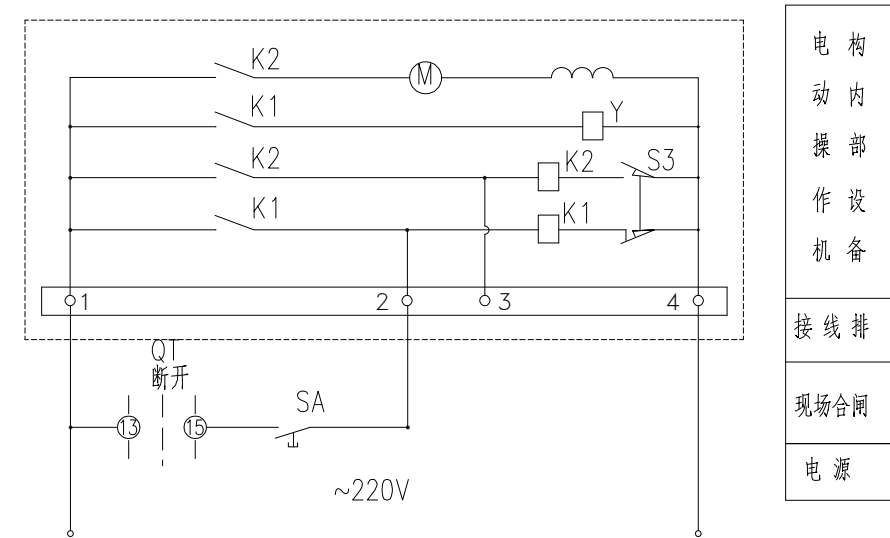 K2
M
K1
Y
K2
K2
S3
K1
K1
1
2
3
4
QT
断开
13
15
SA
~220V
电动操作机
构内部设备
接线排
现场合闸
电源